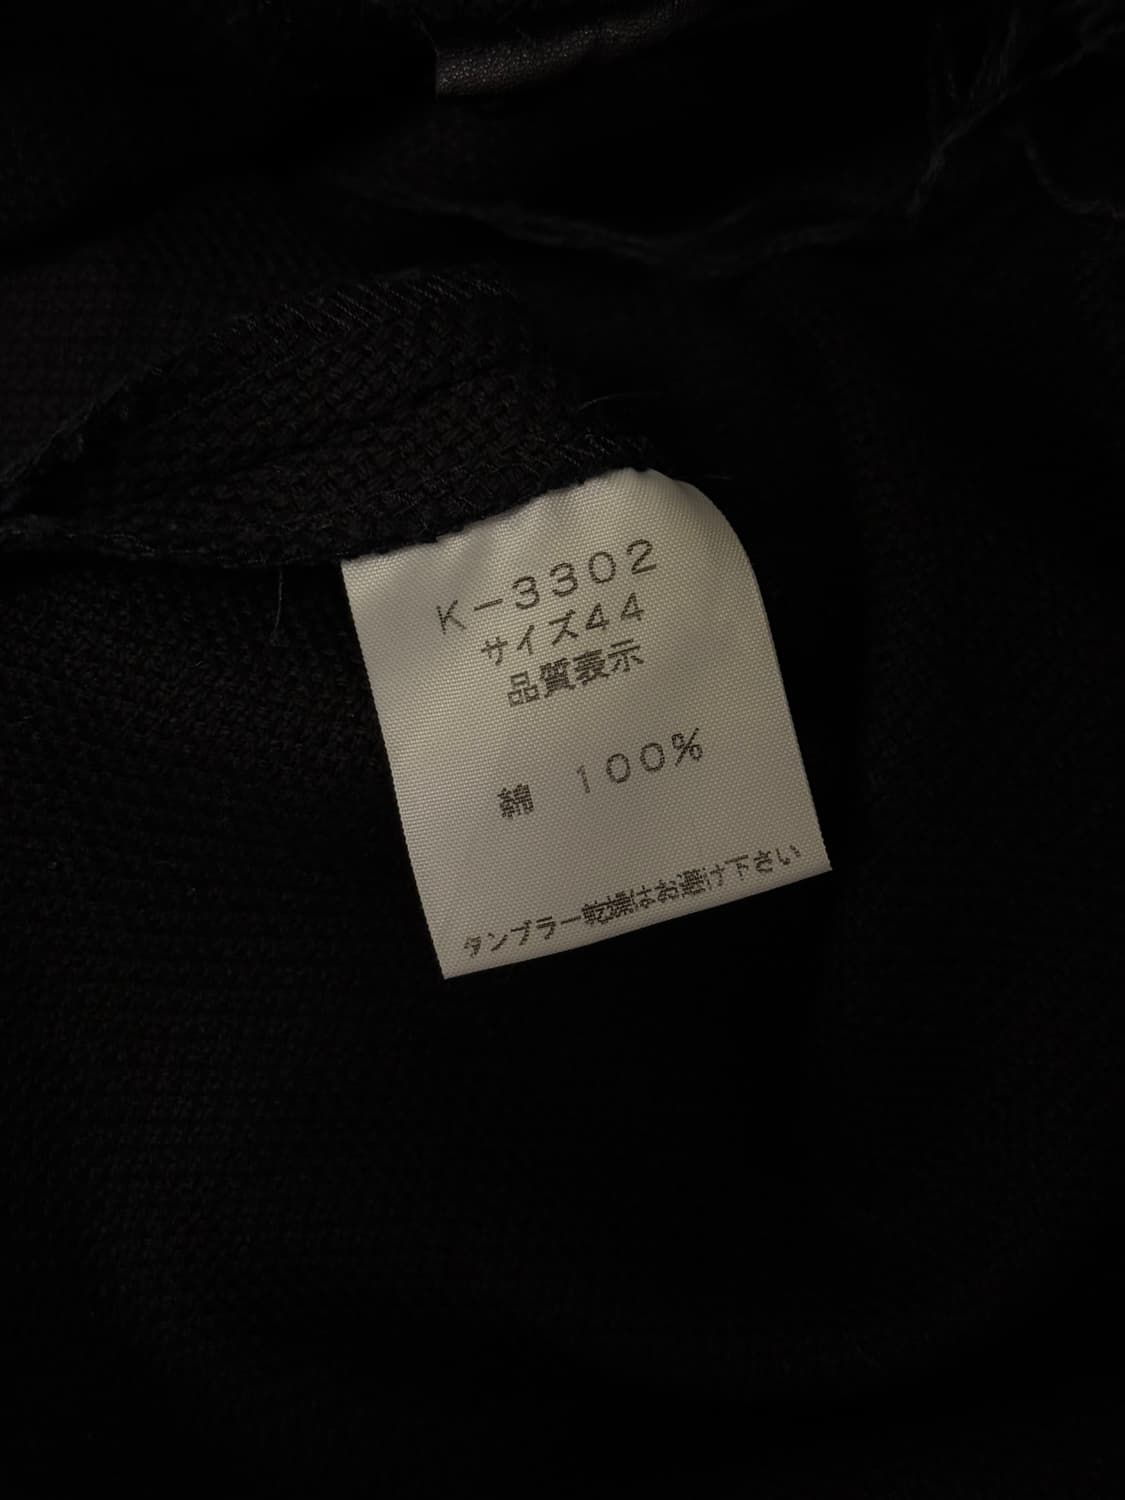 K-3302
サイズ44
品質表示
綿 100%
タンブラー乾燥はお避け下さい